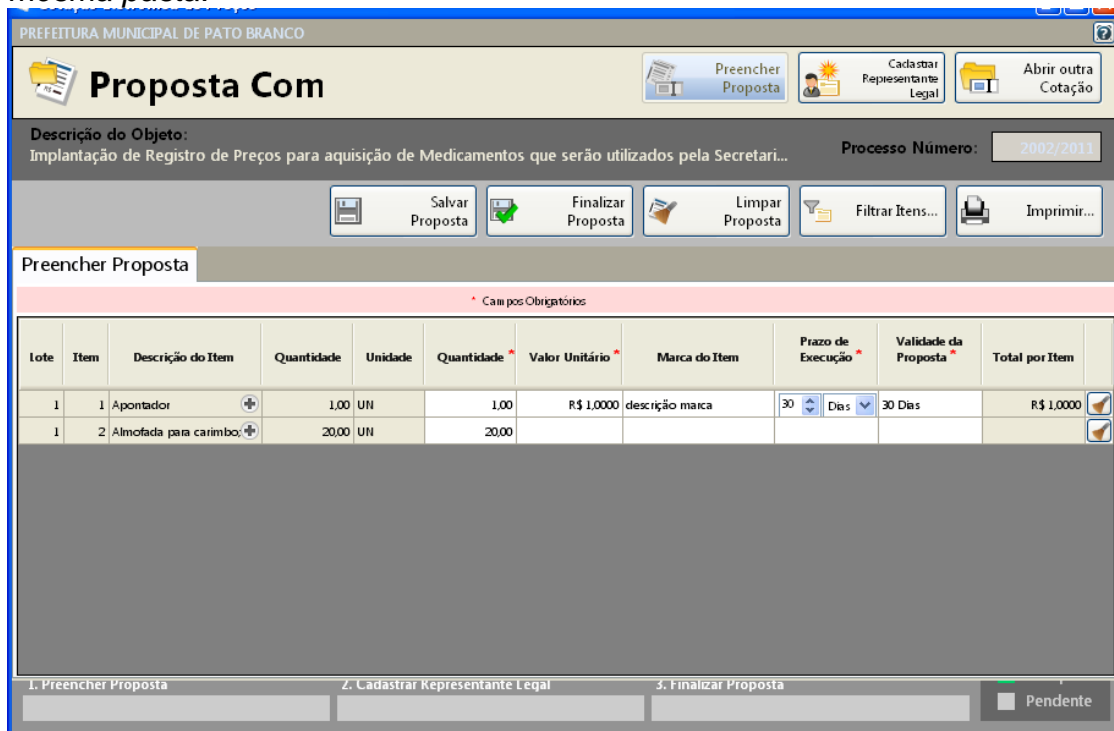 mesma pasta.
PREFEITURA MUNICIPAL DE PATO BRANCO
Proposta Com
Preencher
Proposta
Cadastrar
Representante
Legal
Abrir outra
Cotação
Descrição do Objeto:
Implantação de Registro de Preços para aquisição de Medicamentos que serão utilizados pela Secretari...
Processo Número:
2002/2011
Salvar
Proposta
Finalizar
Proposta
Limpar
Proposta
Filtrar Itens...
Imprimir...
Preencher Proposta
* Campos Obrigatórios
Lote Item Descrição do Item Quantidade Unidade Quantidade * Valor Unitário * Marca do Item Prazo de Execução * Validade da Proposta * Total por Item
1 1 Apontador 1,00 UN 1,00 R$ 1,0000 descrição marca 30 Dias 30 Dias R$ 1,0000
1 2 Almofada para carimbo; 20,00 UN 20,00
1. Preencher Proposta 2. Cadastrar Representante Legal 3. Finalizar Proposta
Pendente